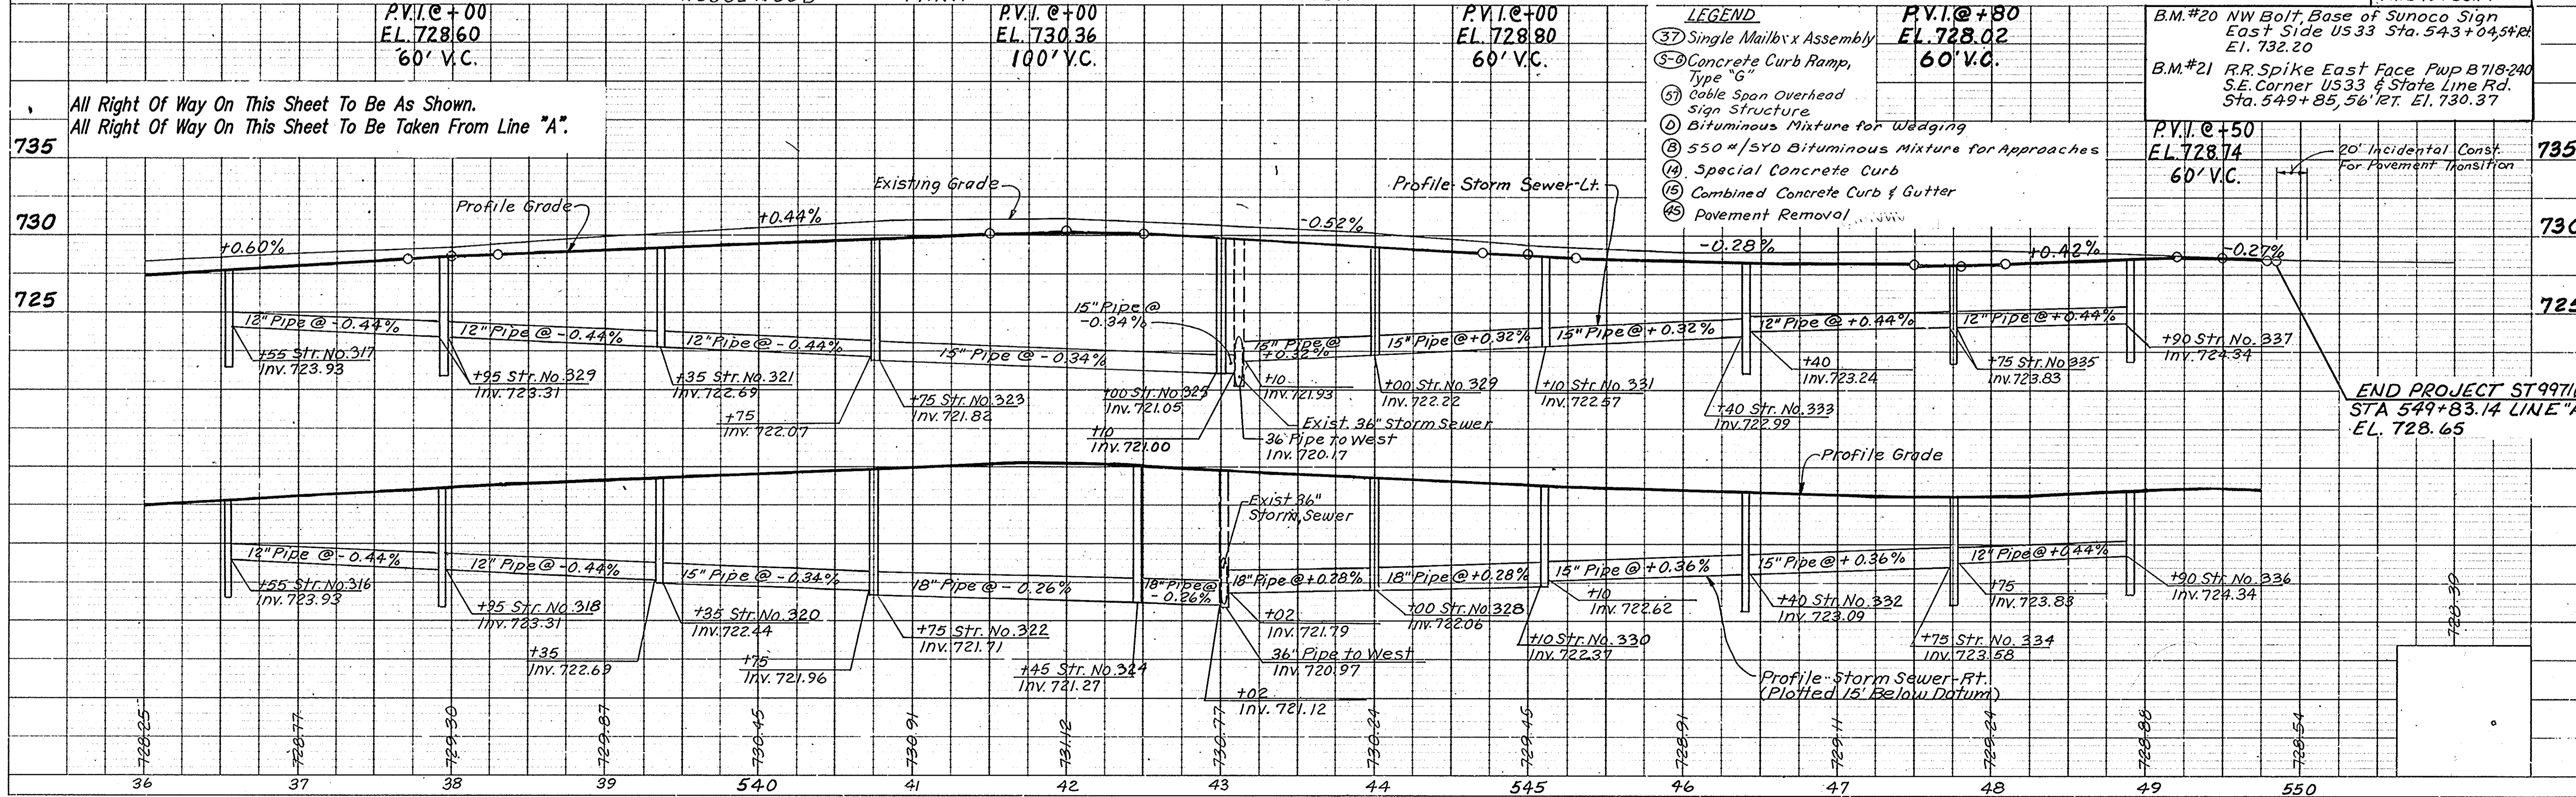 P.V.I.@+00
EL.728.60
60' V.C.
P.V.I.@+00
EL.730.36
100' V.C.
P.V.I.@+00
EL.728.80
60' V.C.
LEGEND
37 Single Mailbox Assembly
Concrete Curb Ramp,
Type "G"
57 Cable Span Overhead
Sign Structure
D Bituminous Mixture for Wedging
B 550 #/SYD Bituminous Mixture for Approaches
14 Special Concrete Curb
15 Combined Concrete Curb & Gutter
45 Pavement Removal
P.V.I.@+80
EL.728.02
60' V.C.
B.M.#20 NW Bolt, Base of Sunoco Sign
East Side US33 Sta. 543+04,54'Rt.
El. 732.20
B.M.#21 R.R. Spike East Face Pwp B718-240
S.E. Corner US33 & State Line Rd.
Sta. 549+85, 56' RT. El. 730.37
P.V.I.@+50
EL.728.74
60' V.C.
20' Incidental Const.
For Pavement Transition
All Right Of Way On This Sheet To Be As Shown.
All Right Of Way On This Sheet To Be Taken From Line "A".
735
735
730
730
725
725
Profile Grade
Existing Grade
Profile-Storm Sewer-Lt.
+0.60%
+0.44%
-0.52%
-0.28%
+0.42%
-0.27%
12" Pipe @ -0.44%
12" Pipe @ -0.44%
12" Pipe @ -0.44%
15" Pipe @ -0.34%
15" Pipe @
-0.34%
15" Pipe @
+0.32%
15" Pipe @+0.32%
15" Pipe @+0.32%
12" Pipe @+0.44%
12" Pipe @+0.44%
+55 Str. No.317
Inv. 723.93
+95 Str. No.329
Inv. 723.31
+35 Str. No.321
Inv. 722.69
+75
Inv. 722.07
+75 Str. No.323
Inv. 721.82
+00 Str. No.325
Inv. 721.05
+10
Inv. 721.00
+10
Inv. 721.93
Exist. 36" Storm Sewer
36" Pipe to West
Inv. 720.17
+00 Str. No.329
Inv. 722.22
+10 Str. No.331
Inv. 722.57
+40 Str. No.333
Inv. 722.99
+40
Inv. 723.24
+75 Str. No.335
Inv. 723.83
+90 Str. No.337
Inv. 724.34
END PROJECT
STA 549+83.14 LINE "A
EL. 728.65
Profile Grade
Exist 36"
Storm Sewer
12" Pipe @ -0.44%
12" Pipe @ -0.44%
15" Pipe @ -0.34%
18" Pipe @ - 0.26%
18" Pipe @
-0.26%
18" Pipe @+0.28%
18" Pipe @+0.28%
15" Pipe @ +0.36%
15" Pipe @ +0.36%
12" Pipe @+0.44%
+55 Str. No.316
Inv. 723.93
+95 Str. No.318
Inv. 723.31
+35
Inv. 722.69
+35 Str. No.320
Inv. 722.44
+75
Inv. 721.96
+75 Str. No.322
Inv. 721.71
+45 Str. No.324
Inv. 721.27
+02
Inv. 721.79
36" Pipe to West
Inv. 720.97
+02
Inv. 721.12
+00 Str. No.328
Inv. 722.06
+10 Str. No.330
Inv. 722.37
+10
Inv. 722.62
+40 Str. No.332
Inv. 723.09
+75 Str. No. 334
Inv. 723.58
+75
Inv. 723.83
+90 Str. No. 336
Inv. 724.34
Profile-Storm Sewer-Rt.
(Plotted 15' Below Datum)
728.25
728.77
729.30
729.87
730.45
730.91
731.12
730.77
730.24
729.45
728.91
729.11
729.24
728.88
728.54
728.39
36
37
38
39
540
41
42
43
44
545
46
47
48
49
550